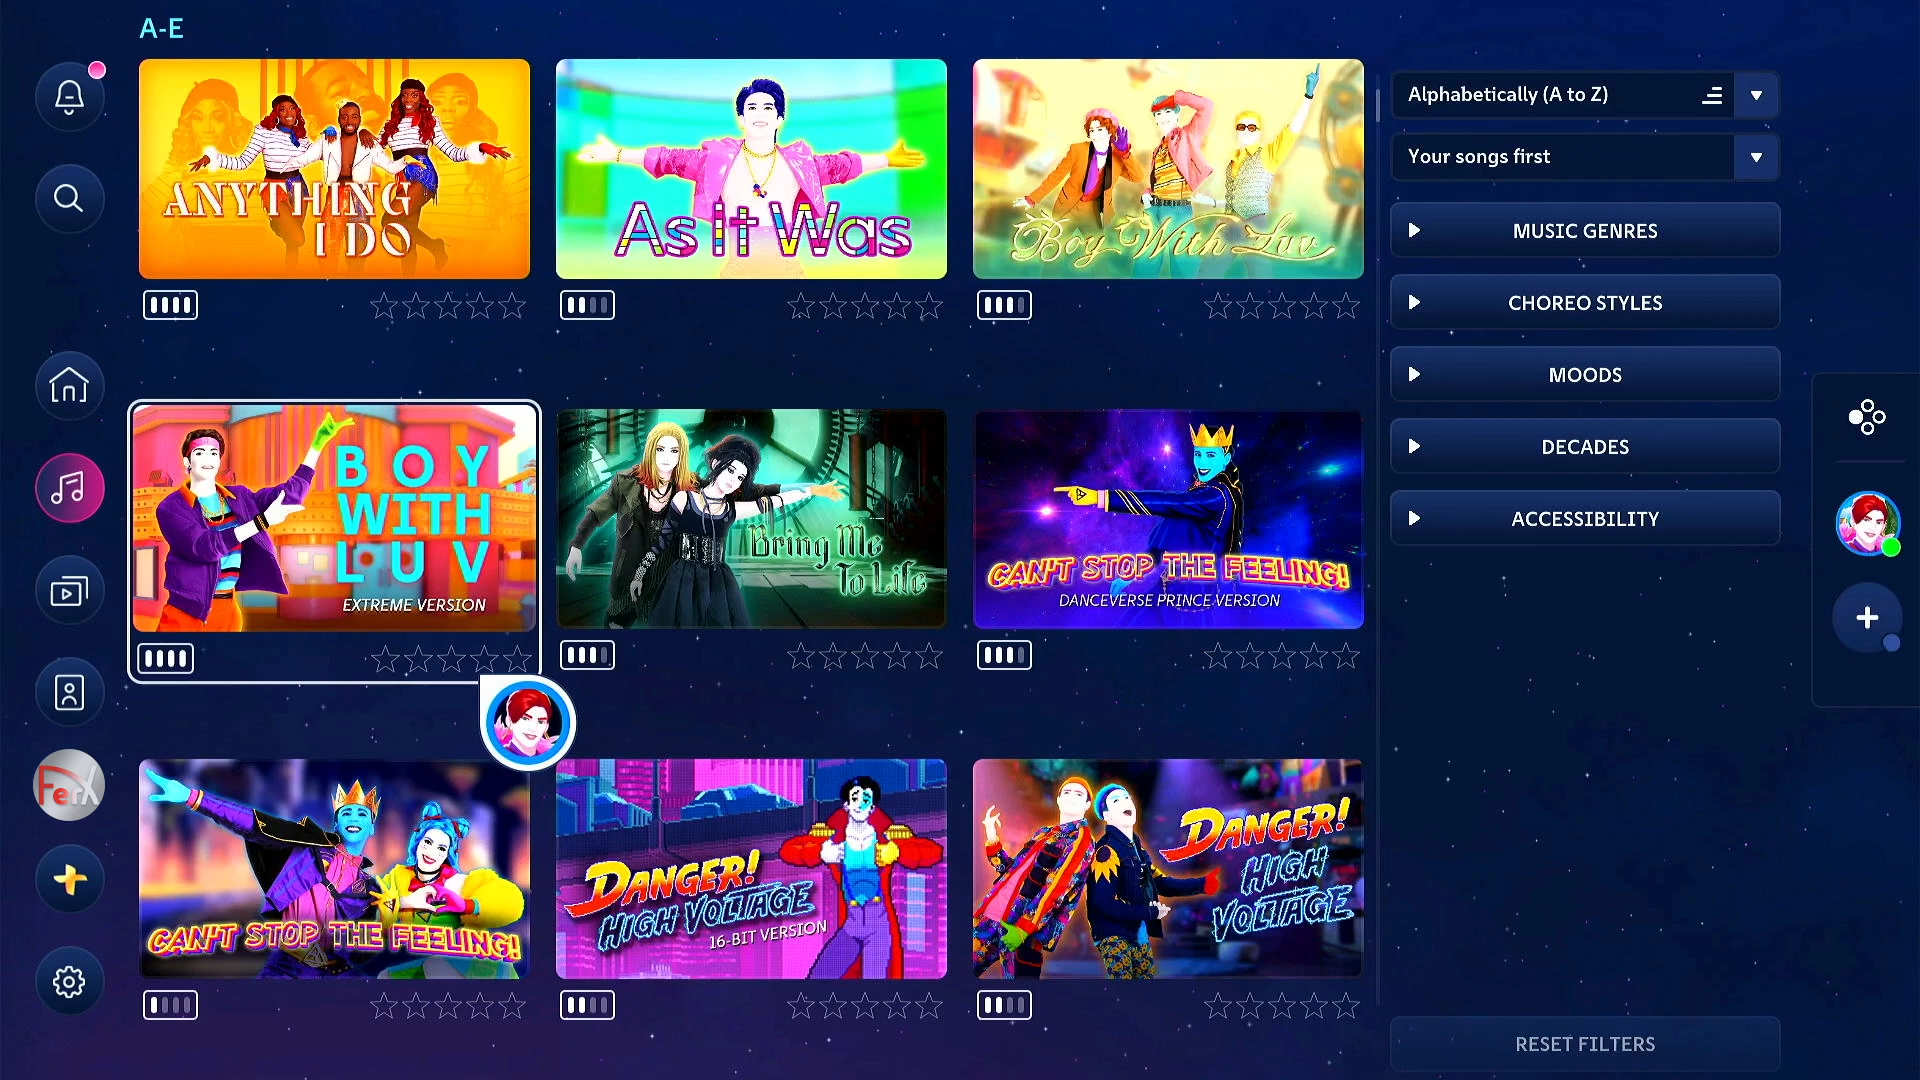 A-E
ANYTHING
I DO
As It Was
Boy With Luv
Alphabetically (A to Z)
Your songs first
MUSIC GENRES
CHOREO STYLES
MOODS
DECADES
ACCESSIBILITY
BOY
WITH
LUV
EXTREME VERSION
Bring Me
To Life
CAN'T STOP THE FEELING!
DANCEVERSE PRINCE VERSION
FerX
CAN'T STOP THE FEELING!
DANGER!
HIGH VOLTAGE
16-BIT VERSION
DANGER!
HIGH
VOLTAGE
RESET FILTERS